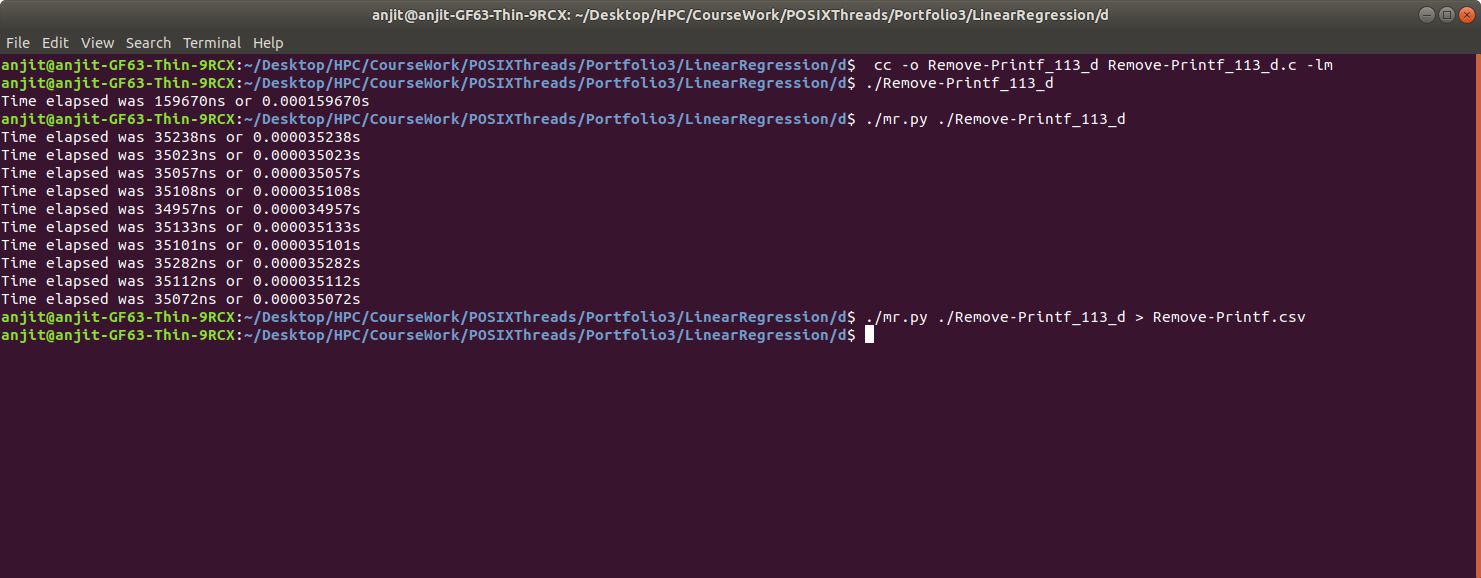 anjit@anjit-GF63-Thin-9RCX: ~/Desktop/HPC/CourseWork/POSIXThreads/Portfolio3/LinearRegression/d
File Edit View Search Terminal Help
anjit@anjit-GF63-Thin-9RCX:~/Desktop/HPC/CourseWork/POSIXThreads/Portfolio3/LinearRegression/d$  cc -o Remove-Printf_113_d Remove-Printf_113_d.c -lm
anjit@anjit-GF63-Thin-9RCX:~/Desktop/HPC/CourseWork/POSIXThreads/Portfolio3/LinearRegression/d$ ./Remove-Printf_113_d
Time elapsed was 159670ns or 0.000159670s
anjit@anjit-GF63-Thin-9RCX:~/Desktop/HPC/CourseWork/POSIXThreads/Portfolio3/LinearRegression/d$ ./mr.py ./Remove-Printf_113_d
Time elapsed was 35238ns or 0.000035238s
Time elapsed was 35023ns or 0.000035023s
Time elapsed was 35057ns or 0.000035057s
Time elapsed was 35108ns or 0.000035108s
Time elapsed was 34957ns or 0.000034957s
Time elapsed was 35133ns or 0.000035133s
Time elapsed was 35101ns or 0.000035101s
Time elapsed was 35282ns or 0.000035282s
Time elapsed was 35112ns or 0.000035112s
Time elapsed was 35072ns or 0.000035072s
anjit@anjit-GF63-Thin-9RCX:~/Desktop/HPC/CourseWork/POSIXThreads/Portfolio3/LinearRegression/d$ ./mr.py ./Remove-Printf_113_d > Remove-Printf.csv
anjit@anjit-GF63-Thin-9RCX:~/Desktop/HPC/CourseWork/POSIXThreads/Portfolio3/LinearRegression/d$